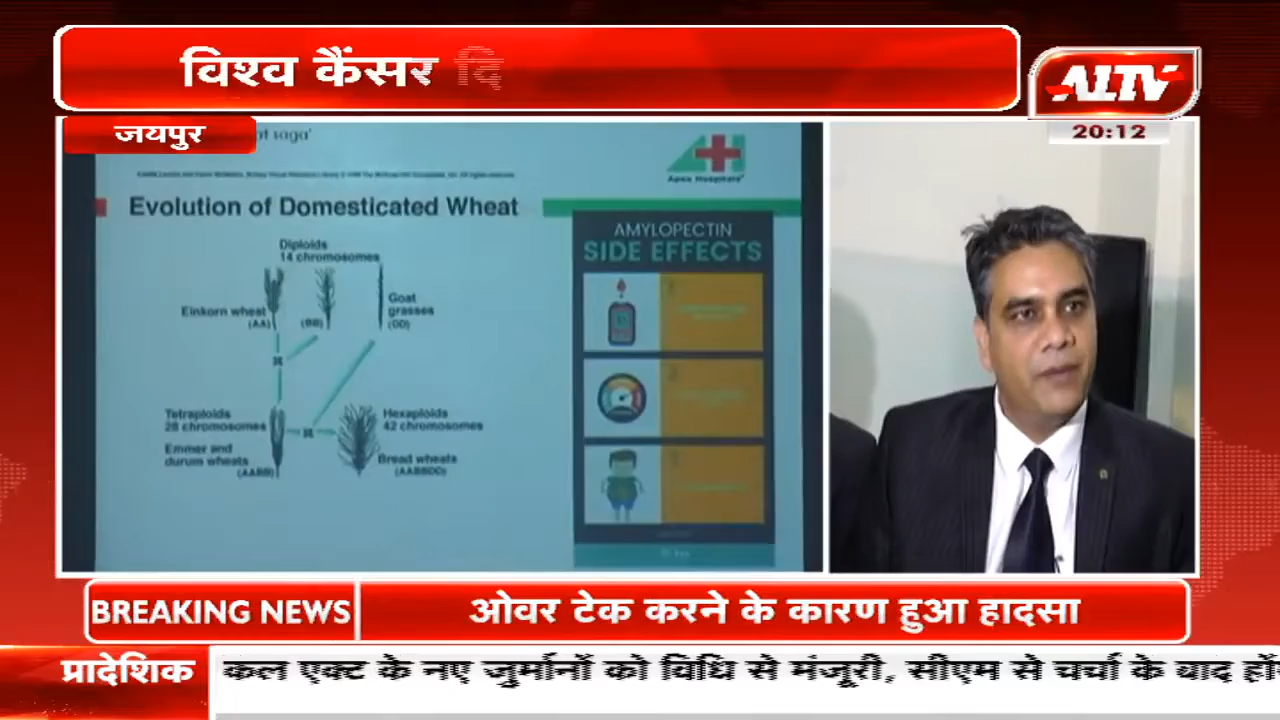 विश्व कैंसर दि
ALTV
20:12
जयपुर
saga'
Apex Hospitals
Evolution of Domesticated Wheat
Diploids
14 chromosomes
Einkorn wheat
(AA)
(BB)
Goat
grasses
(DD)
Tetraploids
28 chromosomes
Emmer and
durum wheats
(AABB)
Hexaploids
42 chromosomes
Bread wheats
(AABBDD)
AMYLOPECTIN
SIDE EFFECTS
BREAKING NEWS
ओवर टेक करने के कारण हुआ हादसा
प्रादेशिक
कल एक्ट के नए जुर्मानों को विधि से मंजूरी, सीएम से चर्चा के बाद